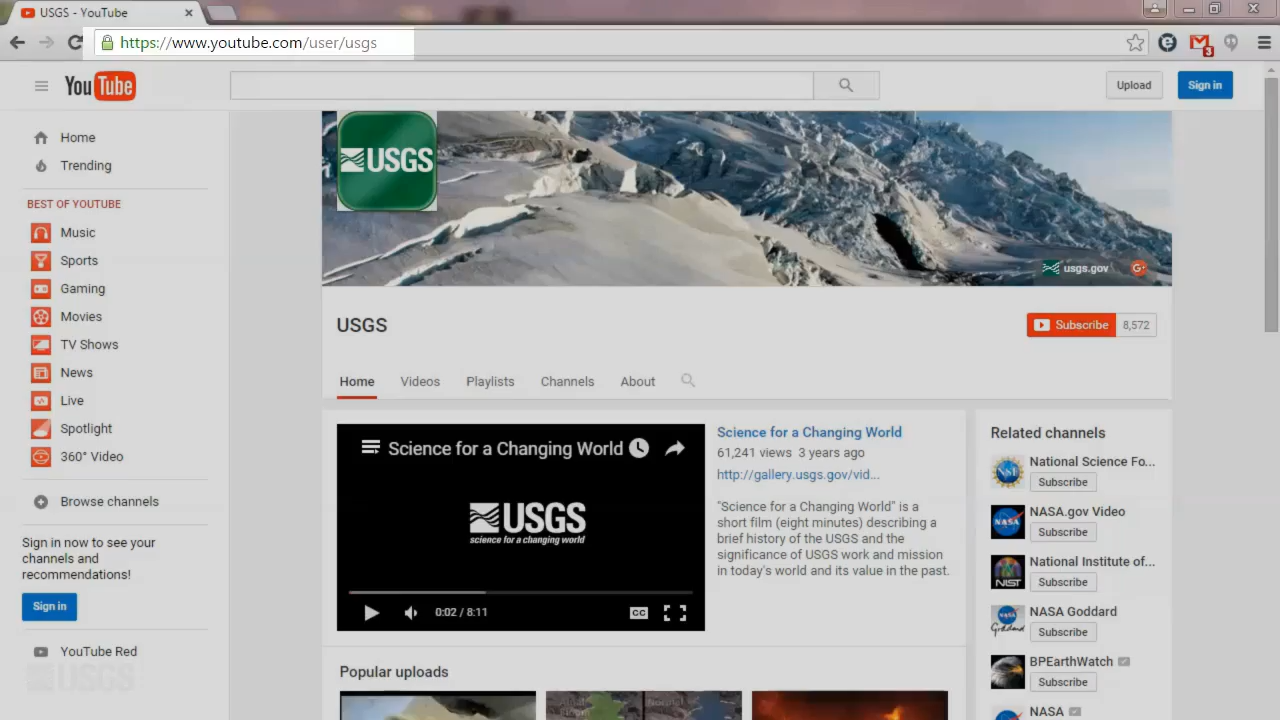 USGS - YouTube
https://www.youtube.com/user/usgs
3
YouTube
Upload
Sign in
Home
Trending
BEST OF YOUTUBE
Music
Sports
Gaming
Movies
TV Shows
News
Live
Spotlight
360° Video
Browse channels
Sign in now to see your
channels and
recommendations!
Sign in
YouTube Red
USGS
USGS
usgs.gov
G+
USGS
Subscribe 8,572
Home Videos Playlists Channels About
Science for a Changing World
USGS
science for a changing world
0:02 / 8:11
CC
Science for a Changing World
61,241 views 3 years ago
http://gallery.usgs.gov/vid...
"Science for a Changing World" is a
short film (eight minutes) describing a
brief history of the USGS and the
significance of USGS work and mission
in today's world and its value in the past.
Popular uploads
Related channels
National Science Fo...
Subscribe
NASA.gov Video
Subscribe
National Institute of...
Subscribe
NASA Goddard
Subscribe
BPEarthWatch
Subscribe
NASA